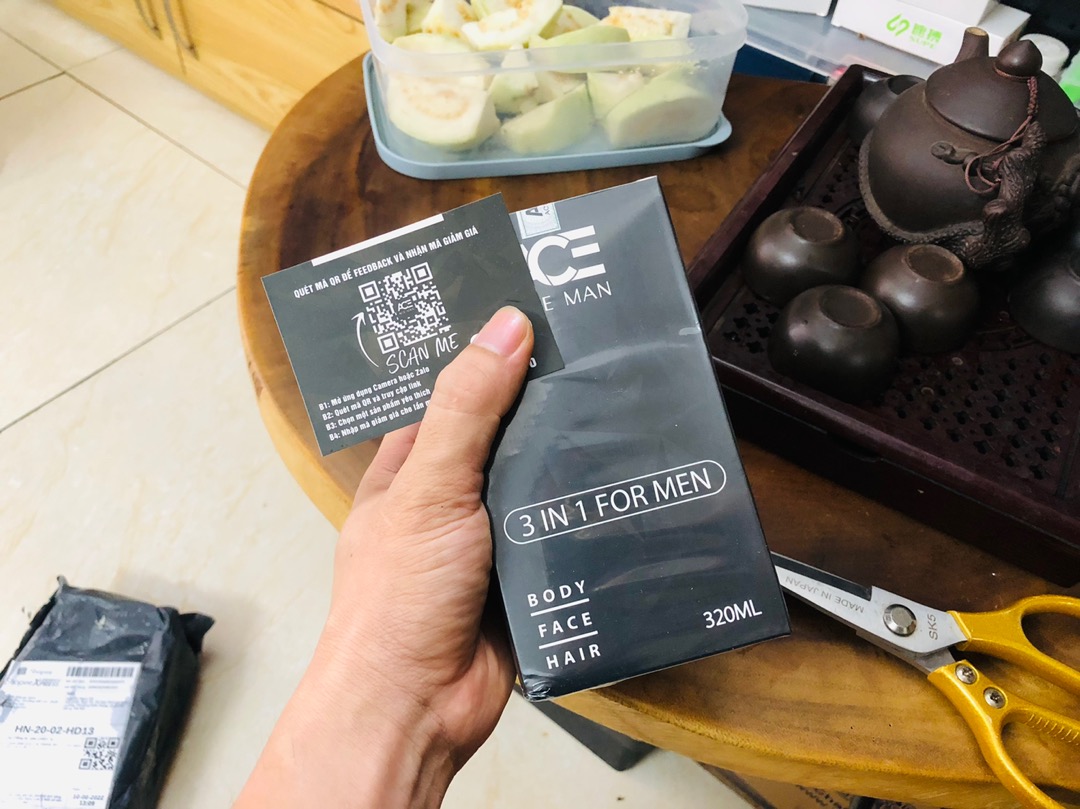 QUÉT MÃ QR ĐỂ FEEDBACK VÀ NHẬN MÃ GIẢM GIÁ
ACE
SCAN ME
B1: Mở ứng dụng Camera hoặc Zalo
B2: Quét mã QR và truy cập link
B3: Chọn một sản phẩm yêu thích
B4: Nhập mã giảm giá cho lần
CE
E MAN
3 IN 1 FOR MEN
BODY
FACE
HAIR
320ML
MADE IN JAPAN
SK5
HN-20-02-HD13